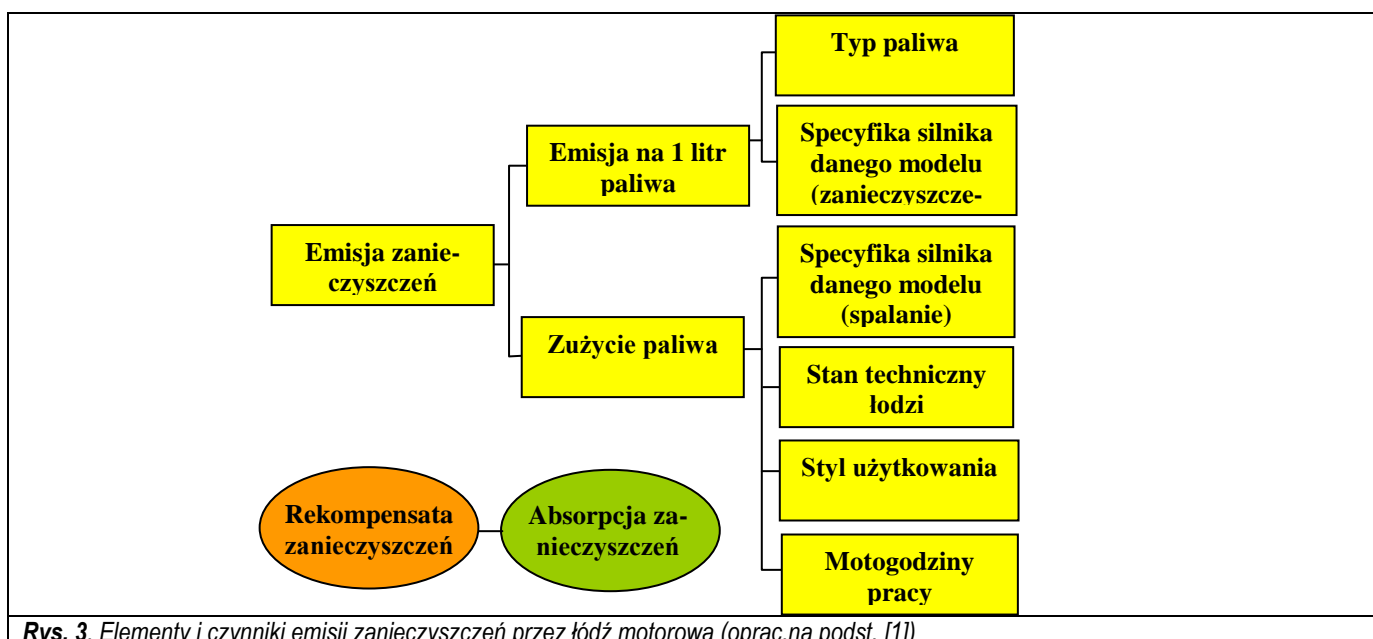 Typ paliwa
Specyfika silnika
danego modelu
(zanieczyszcze-
Emisja na 1 litr
paliwa
Emisja zanie-
czyszczeń
Specyfika silnika
danego modelu
(spalanie)
Zużycie paliwa
Stan techniczny
łodzi
Styl użytkowania
Motogodziny
pracy
Rekompensata
zanieczyszczeń
Absorpcja za-
nieczyszczeń
Rys. 3. Elementy i czynniki emisji zanieczyszczeń przez łódź motorową (oprac.na podst. [1])